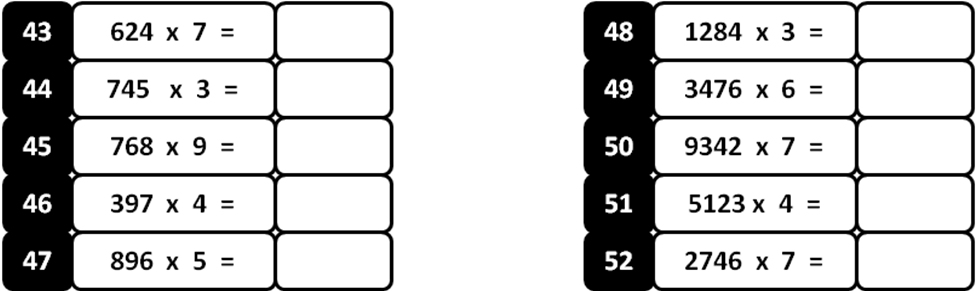 43 624 x 7 =
44 745 x 3 =
45 768 x 9 =
46 397 x 4 =
47 896 x 5 =
48 1284 x 3 =
49 3476 x 6 =
50 9342 x 7 =
51 5123 x 4 =
52 2746 x 7 =